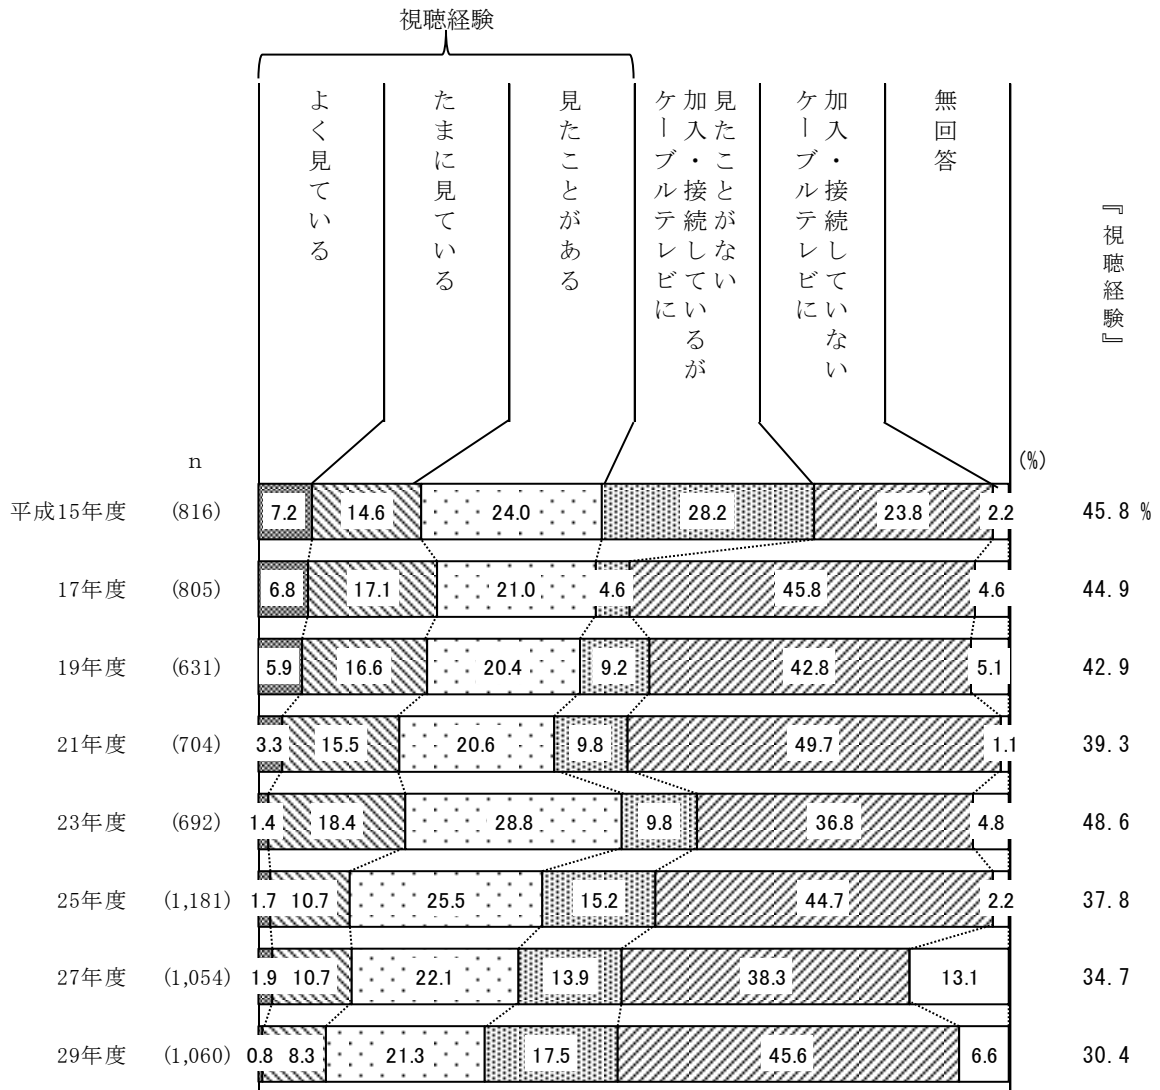 視聴経験
よく見ている
たまに見ている
見たことがある
ケーブルテレビに
加入・接続しているが
見たことがない
ケーブルテレビに
加入・接続していない
無回答
『視聴経験』
n
(%)
平成15年度 (816) 7.2 14.6 24.0 28.2 23.8 2.2 45.8 %
17年度 (805) 6.8 17.1 21.0 4.6 45.8 4.6 44.9
19年度 (631) 5.9 16.6 20.4 9.2 42.8 5.1 42.9
21年度 (704) 3.3 15.5 20.6 9.8 49.7 1.1 39.3
23年度 (692) 1.4 18.4 28.8 9.8 36.8 4.8 48.6
25年度 (1,181) 1.7 10.7 25.5 15.2 44.7 2.2 37.8
27年度 (1,054) 1.9 10.7 22.1 13.9 38.3 13.1 34.7
29年度 (1,060) 0.8 8.3 21.3 17.5 45.6 6.6 30.4